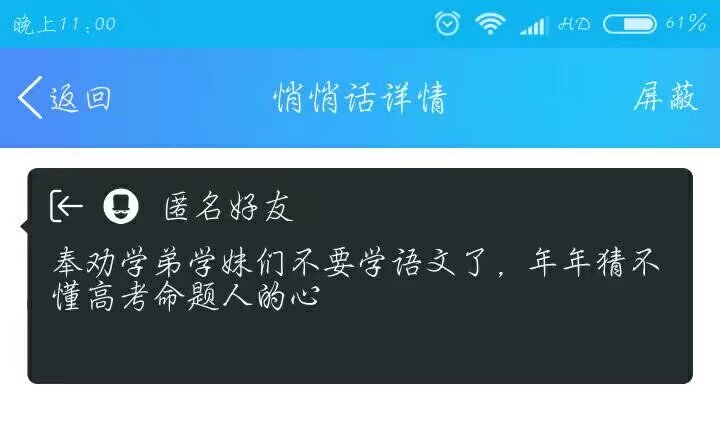 晚上11:00 HD 61%
返回 悄悄话详情 屏蔽
匿名好友
奉劝学弟学妹们不要学语文了，年年猜不
懂高考命题人的心